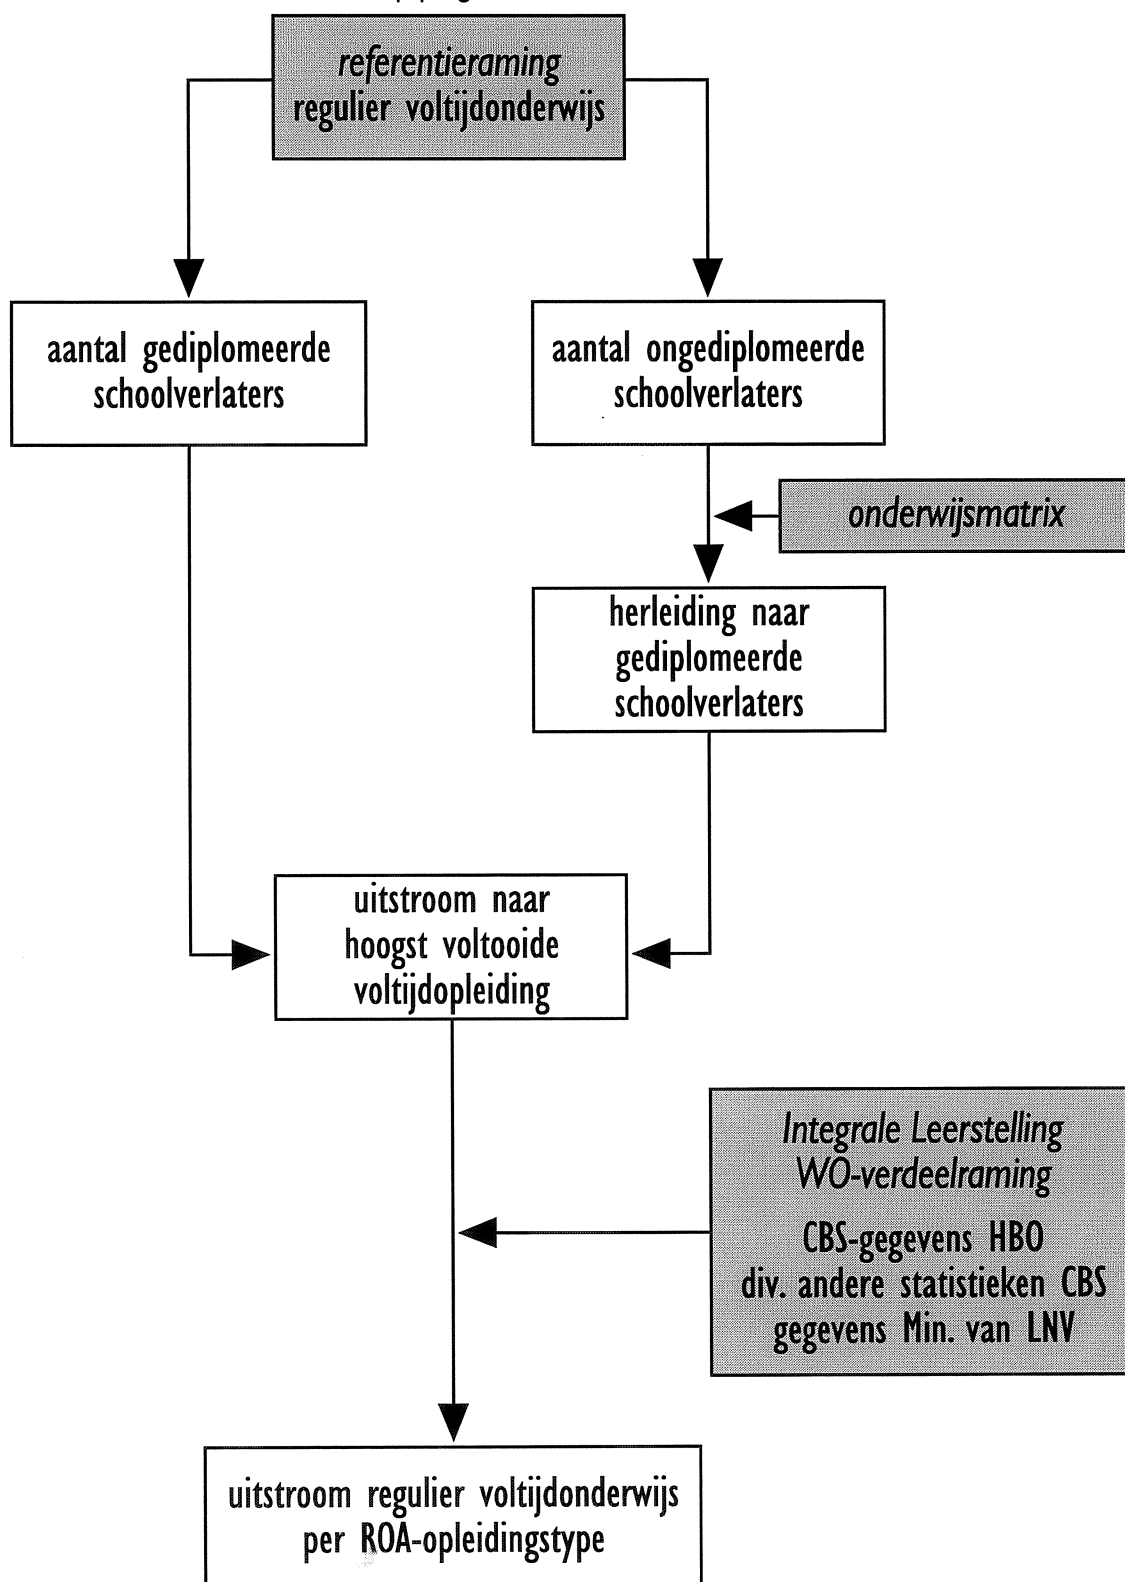 referentieraming
regulier voltijdonderwijs
aantal gediplomeerde
schoolverlaters
aantal ongediplomeerde
schoolverlaters
onderwijsmatrix
herleiding naar
gediplomeerde
schoolverlaters
uitstroom naar
hoogst voltooide
voltijdopleiding
Integrale Leerstelling
WO-verdeelraming
CBS-gegevens HBO
div. andere statistieken CBS
gegevens Min. van LNV
uitstroom regulier voltijdonderwijs
per ROA-opleidingstype